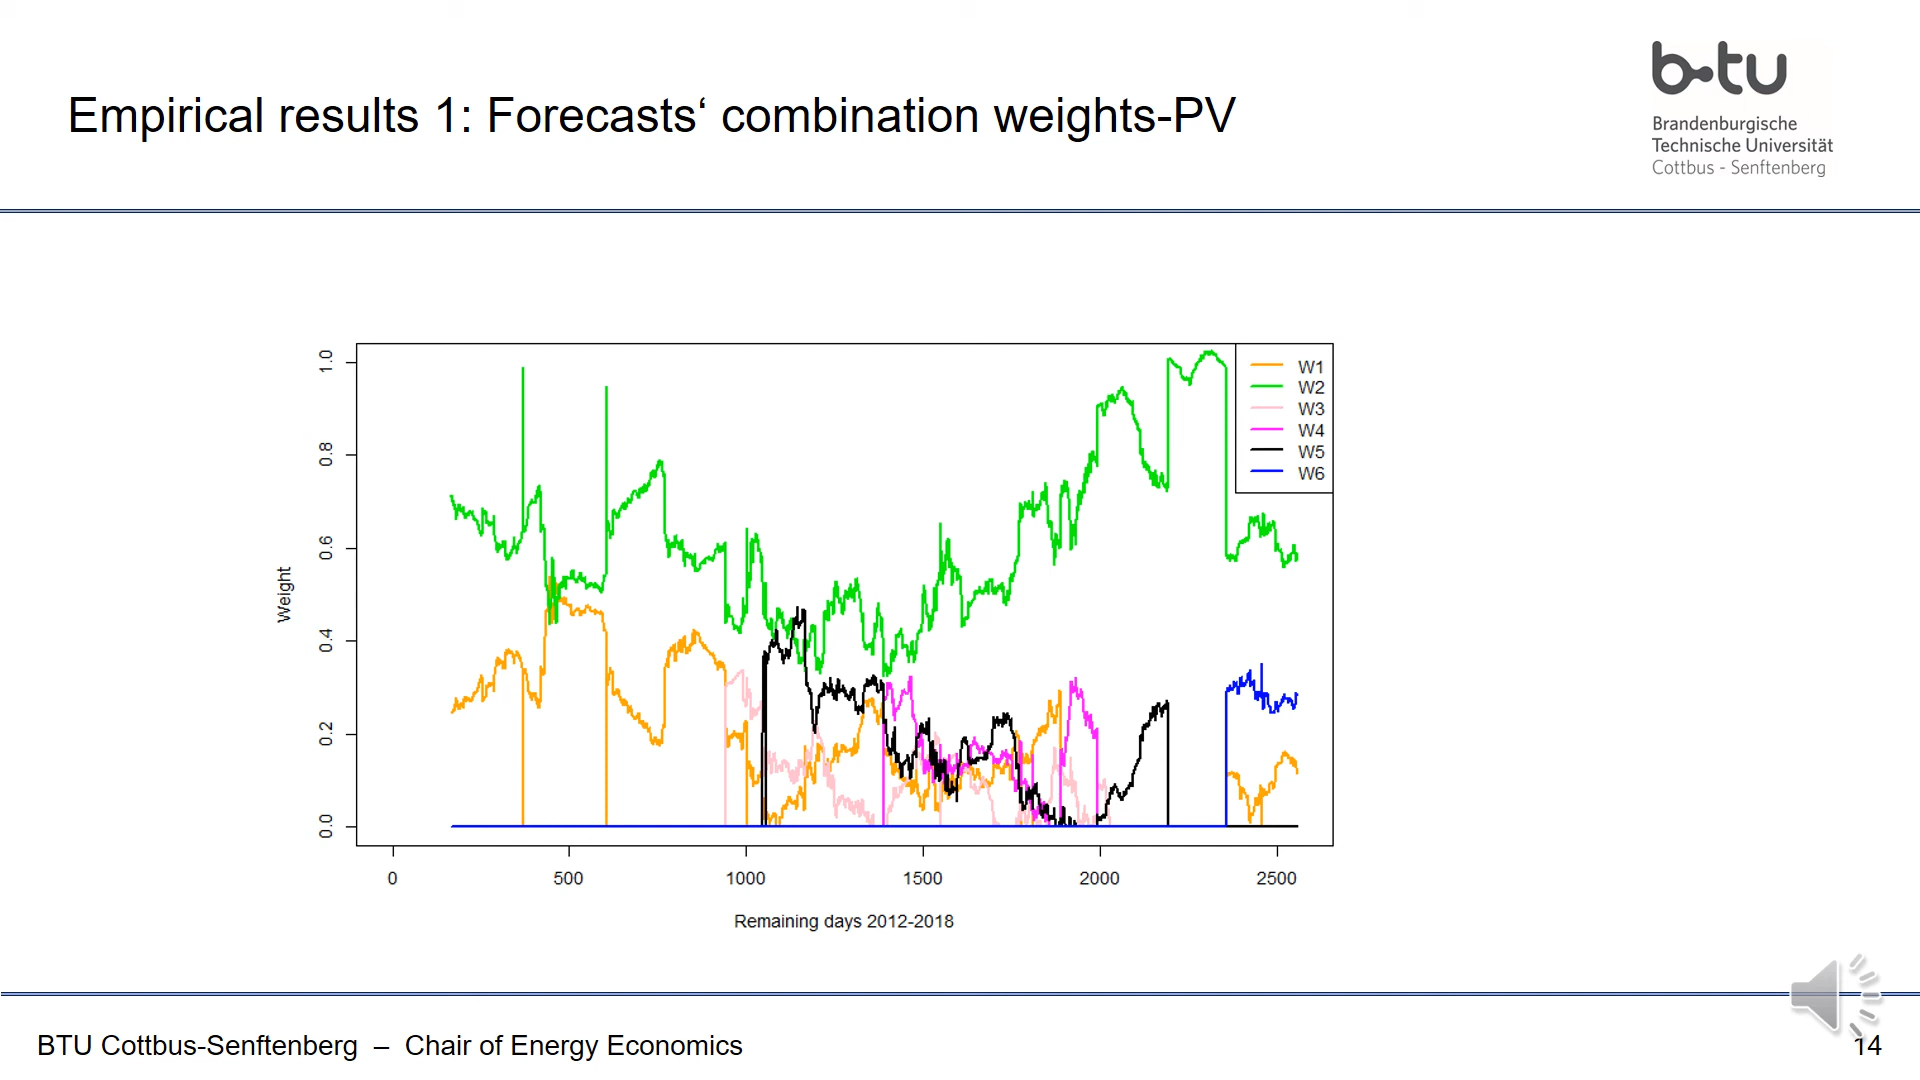 Empirical results 1: Forecasts‘ combination weights-PV
b-tu
Brandenburgische
Technische Universität
Cottbus - Senftenberg
W1
W2
W3
W4
W5
W6
1.0
0.8
0.6
0.4
0.2
0.0
Weight
0
500
1000
1500
2000
2500
Remaining days 2012-2018
BTU Cottbus-Senftenberg – Chair of Energy Economics
14